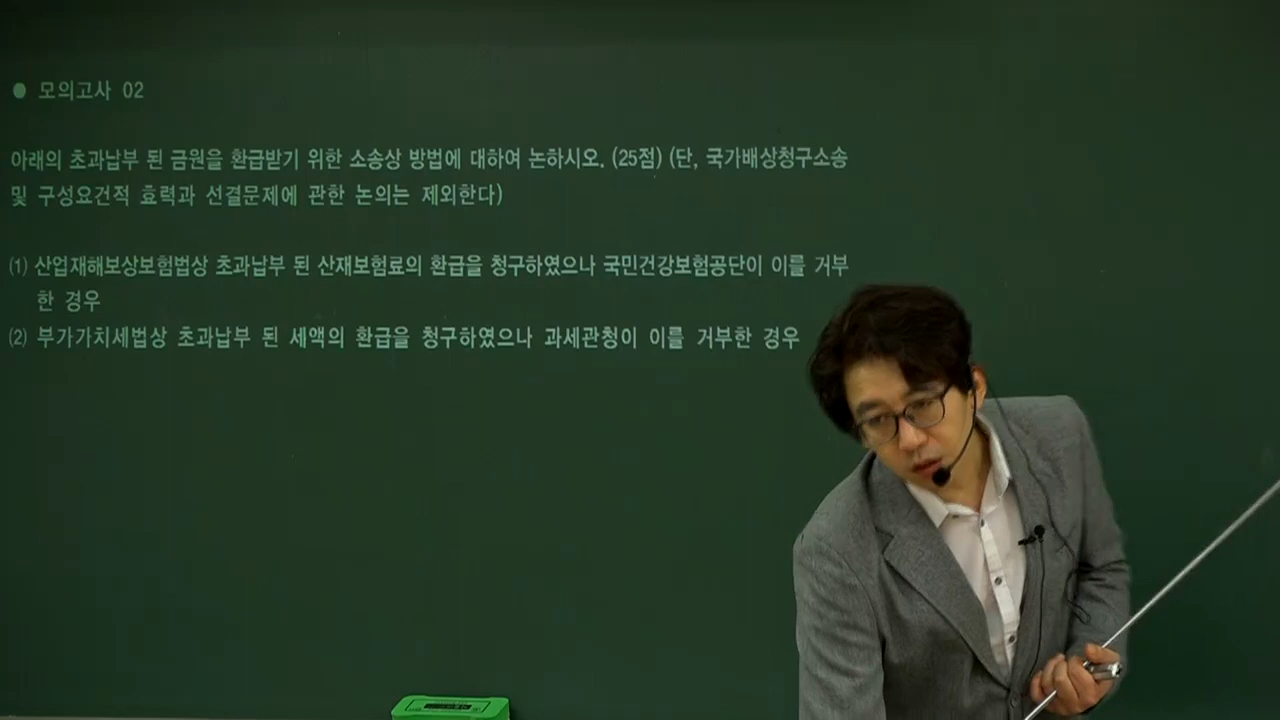 ● 모의고사 02
아래의 초과납부 된 금원을 환급받기 위한 소송상 방법에 대하여 논하시오. (25점) (단, 국가배상청구소송
및 구성요건적 효력과 선결문제에 관한 논의는 제외한다)
(1) 산업재해보상보험법상 초과납부 된 산재보험료의 환급을 청구하였으나 국민건강보험공단이 이를 거부
한 경우
(2) 부가가치세법상 초과납부 된 세액의 환급을 청구하였으나 과세관청이 이를 거부한 경우